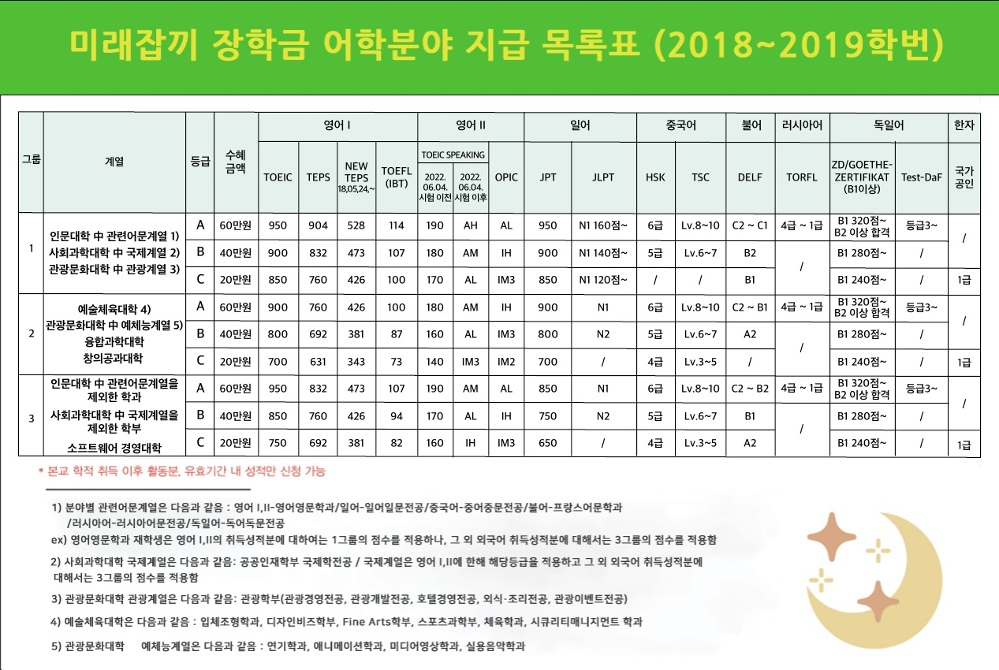 미래잡끼 장학금 어학분야 지급 목록표 (2018~2019학번)
그룹 계열 등급 수혜 금액 영어 I 영어 II 일어 중국어 불어 러시아어 독일어 한자
TOEIC TEPS NEW TEPS 18,05,24,~ TOEFL (IBT) TOEIC SPEAKING 2022. 06.04. 시험 이전 2022. 06.04. 시험 이후 OPIC JPT JLPT HSK TSC DELF TORFL ZD/GOETHE-ZERTIFIKAT (B1이상) Test-DaF 국가 공인
1
인문대학 中 관련어문계열 1)
사회과학대학 中 국제계열 2)
관광문화대학 中 관광계열 3)
A 60만원 950 904 528 114 190 AH AL 950 N1 160점~ 6급 Lv.8~10 C2 ~ C1 4급 ~ 1급 B1 320점~ B2 이상 합격 등급3~ /
B 40만원 900 832 473 107 180 AM IH 900 N1 140점~ 5급 Lv.6~7 B2 / B1 280점~ /
C 20만원 850 760 426 100 170 AL IM3 850 N1 120점~ / / B1 B1 240점~ / 1급
2
예술체육대학 4)
관광문화대학 中 예체능계열 5)
융합과학대학
창의공과대학
A 60만원 900 760 426 100 180 AM IH 900 N1 6급 Lv.8~10 C2 ~ B1 4급 ~ 1급 B1 320점~ B2 이상 합격 등급3~ /
B 40만원 800 692 381 87 160 AL IM3 800 N2 5급 Lv.6~7 A2 / B1 280점~ /
C 20만원 700 631 343 73 140 IM3 IM2 700 / 4급 Lv.3~5 / B1 240점~ / 1급
3
인문대학 中 관련어문계열을
제외한 학과
사회과학대학 中 국제계열을
제외한 학부
소프트웨어 경영대학
A 60만원 950 832 473 107 190 AM AL 850 N1 6급 Lv.8~10 C2 ~ B2 4급 ~ 1급 B1 320점~ B2 이상 합격 등급3~ /
B 40만원 850 760 426 94 170 AL IH 750 N2 5급 Lv.6~7 B1 / B1 280점~ /
C 20만원 750 692 381 82 160 IH IM3 650 / 4급 Lv.3~5 A2 B1 240점~ / 1급
* 본교 학적 취득 이후 활동분, 유효기간 내 성적만 신청 가능
1) 분야별 관련어문계열은 다음과 같음 : 영어 I,II-영어영문학과/일어-일어일문전공/중국어-중어중문전공/불어-프랑스어문학과
/러시아어-러시아어문전공/독일어-독어독문전공
ex) 영어영문학과 재학생은 영어 I,II의 취득성적분에 대하여는 1그룹의 점수를 적용하나, 그 외 외국어 취득성적분에 대해서는 3그룹의 점수를 적용함
2) 사회과학대학 국제계열은 다음과 같음: 공공인재학부 국제학전공 / 국제계열은 영어 I,II에 한해 해당등급을 적용하고 그 외 외국어 취득성적분에
대해서는 3그룹의 점수를 적용함
3) 관광문화대학 관광계열은 다음과 같음: 관광학부(관광경영전공, 관광개발전공, 호텔경영전공, 외식·조리전공, 관광이벤트전공)
4) 예술체육대학은 다음과 같음 : 입체조형학과, 디자인비즈학부, Fine Arts학부, 스포츠과학부, 체육학과, 시큐리티매니지먼트 학과
5) 관광문화대학 예체능계열은 다음과 같음 : 연기학과, 애니메이션학과, 미디어영상학과, 실용음악학과